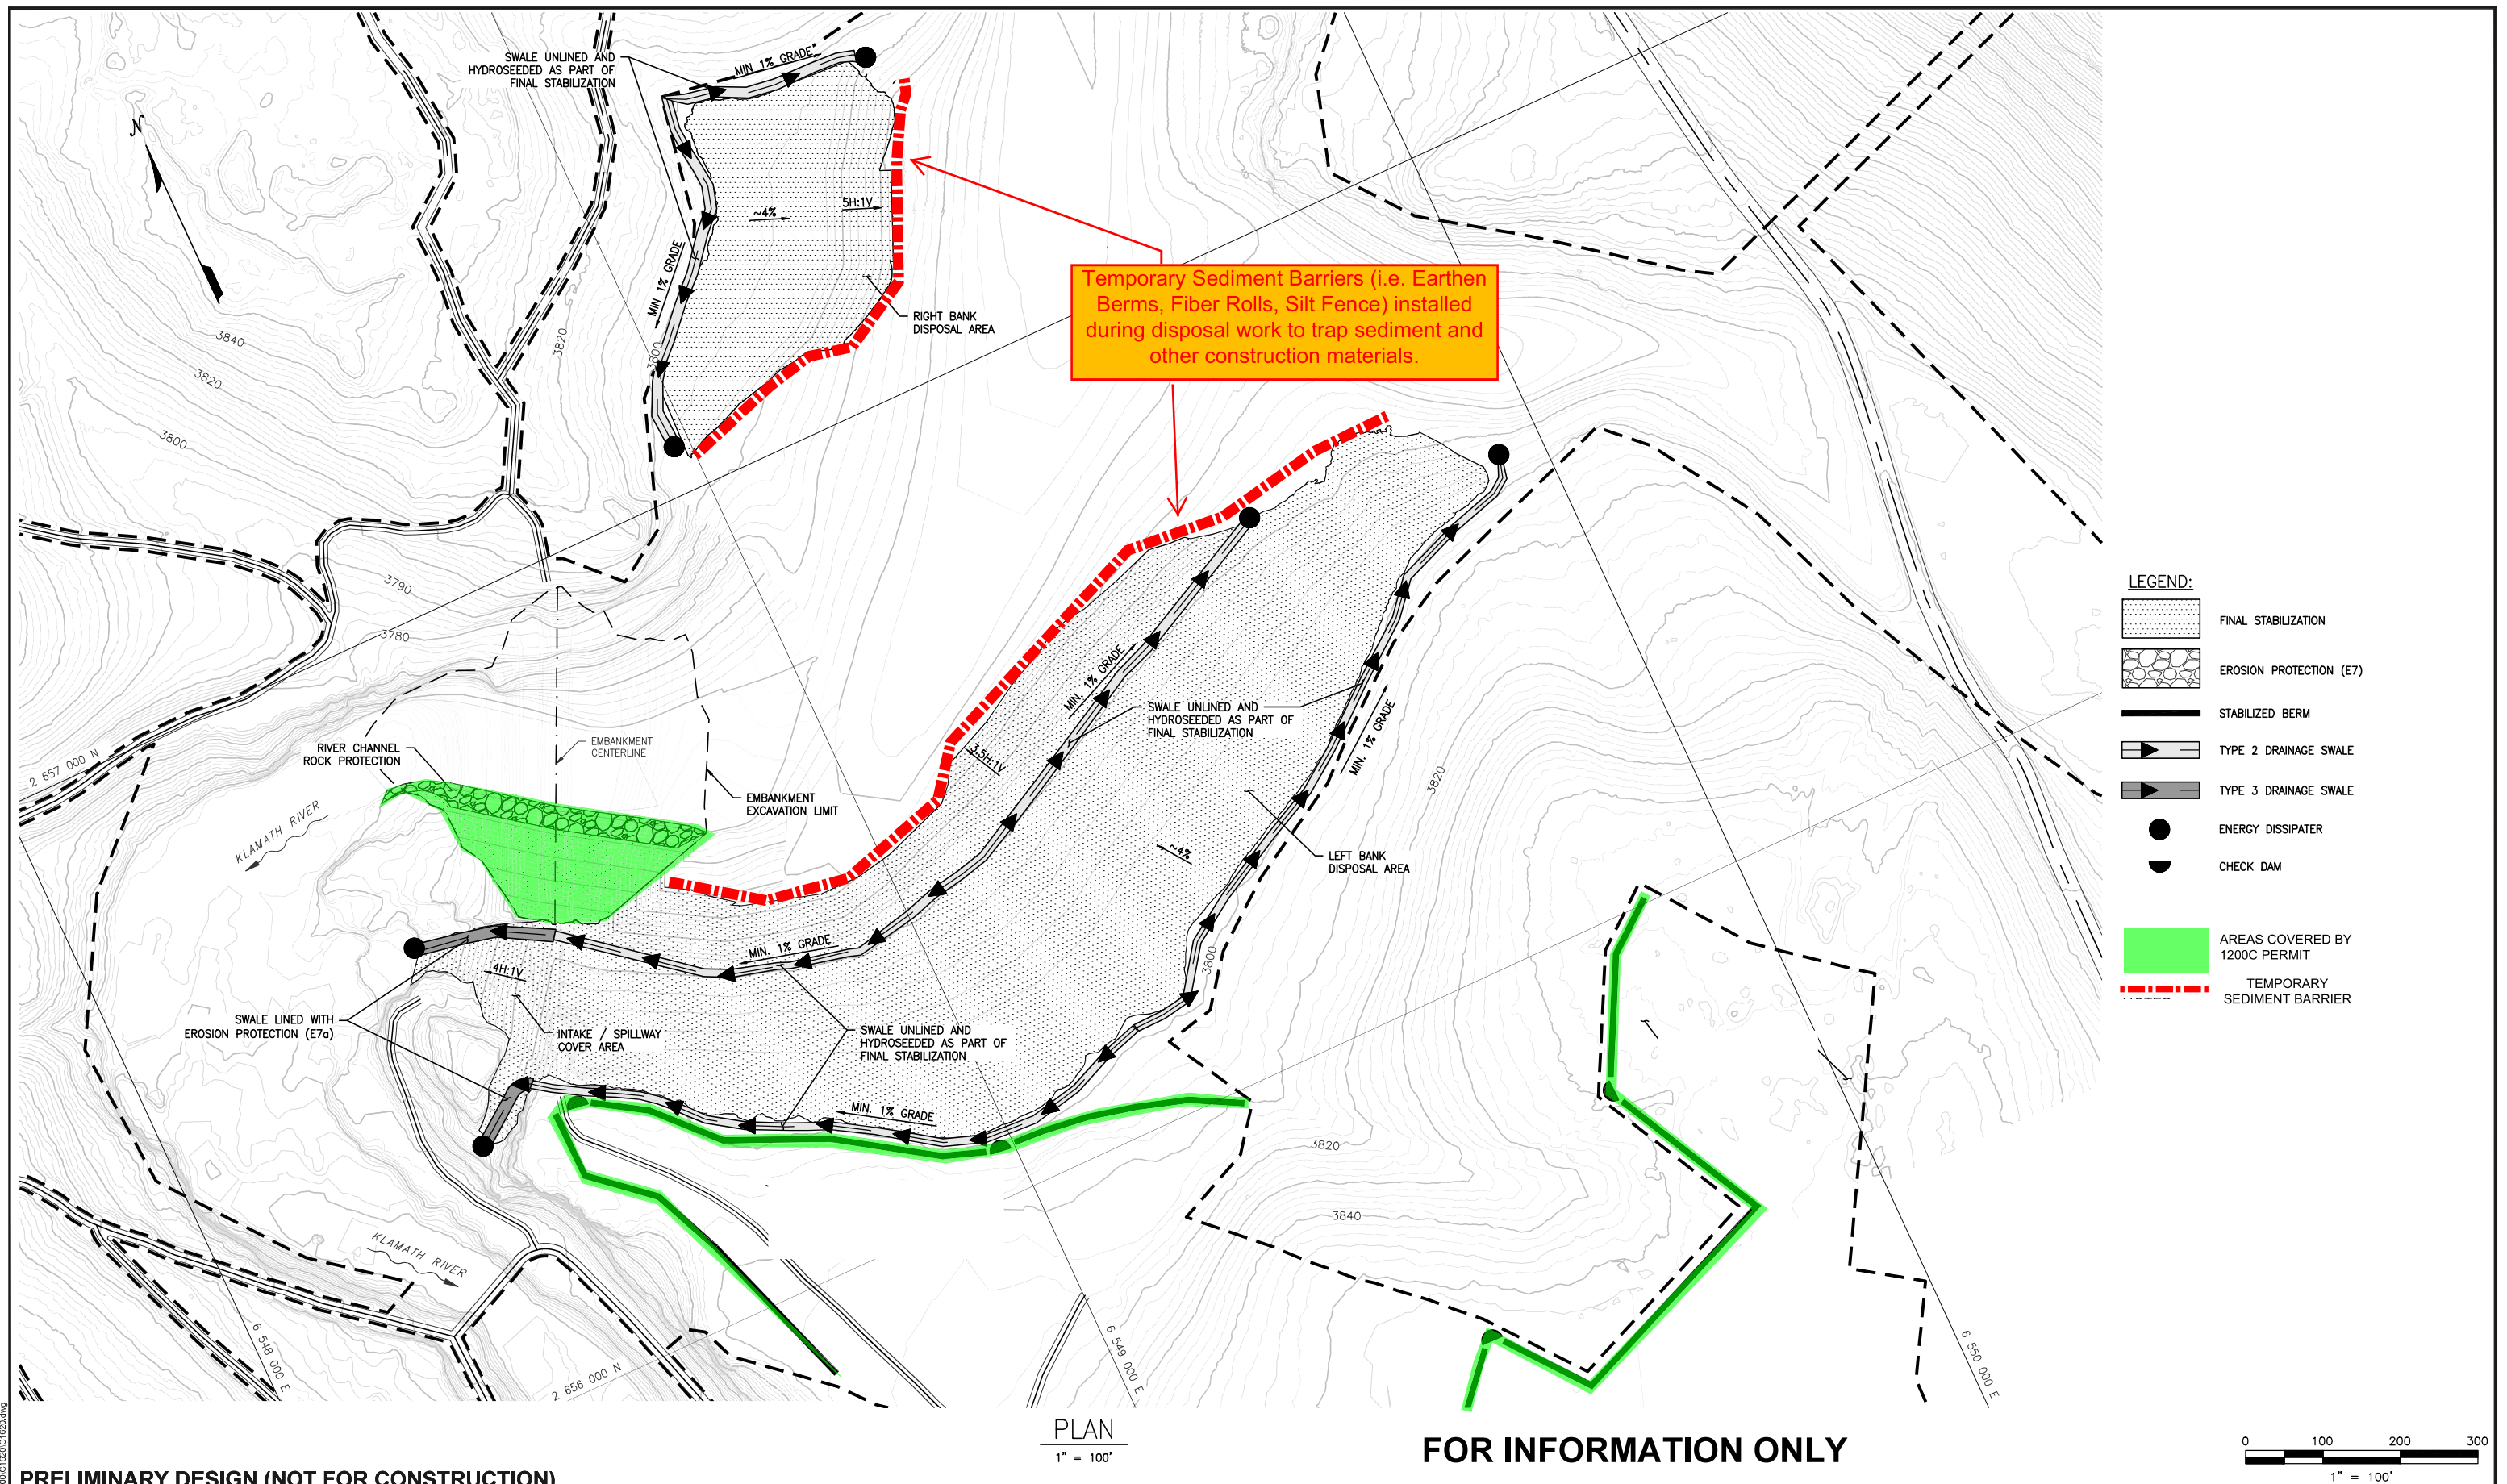 SWALE UNLINED AND
HYDROSEEDED AS PART OF
FINAL STABILIZATION
MIN 1% GRADE
N
~4%
5H:1V
MIN 1% GRADE
3840
3820
3800
3820
3800
RIGHT BANK
DISPOSAL AREA
Temporary Sediment Barriers (i.e. Earthen
Berms, Fiber Rolls, Silt Fence) installed
during disposal work to trap sediment and
other construction materials.
3790
3780
2 657 000 N
RIVER CHANNEL
ROCK PROTECTION
EMBANKMENT
CENTERLINE
EMBANKMENT
EXCAVATION LIMIT
KLAMATH RIVER
MIN. 1% GRADE
SWALE UNLINED AND
HYDROSEEDED AS PART OF
FINAL STABILIZATION
3.5H:1V
MIN. 1% GRADE
3820
~4%
LEFT BANK
DISPOSAL AREA
MIN. 1% GRADE
3800
4H:1V
SWALE LINED WITH
EROSION PROTECTION (E7a)
INTAKE / SPILLWAY
COVER AREA
SWALE UNLINED AND
HYDROSEEDED AS PART OF
FINAL STABILIZATION
MIN. 1% GRADE
3820
3840
KLAMATH RIVER
6 548 000 E
2 656 000 N
6 549 000 E
6 550 000 E
LEGEND:
FINAL STABILIZATION
EROSION PROTECTION (E7)
STABILIZED BERM
TYPE 2 DRAINAGE SWALE
TYPE 3 DRAINAGE SWALE
ENERGY DISSIPATER
CHECK DAM
AREAS COVERED BY
1200C PERMIT
TEMPORARY
SEDIMENT BARRIER
PLAN
1" = 100'
FOR INFORMATION ONLY
0 100 200 300
1" = 100'
PRELIMINARY DESIGN (NOT FOR CONSTRUCTION)